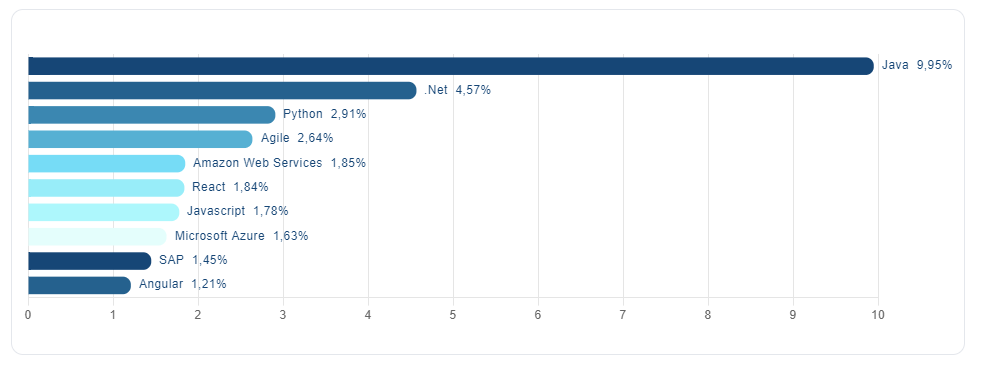 Java 9,95%
.Net 4,57%
Python 2,91%
Agile 2,64%
Amazon Web Services 1,85%
React 1,84%
Javascript 1,78%
Microsoft Azure 1,63%
SAP 1,45%
Angular 1,21%
0 1 2 3 4 5 6 7 8 9 10